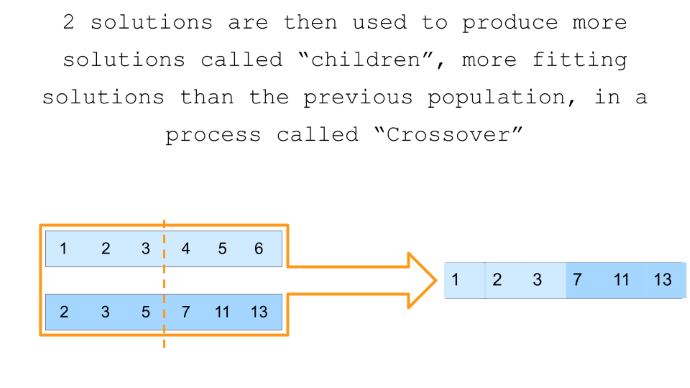 2 solutions are then used to produce more
solutions called “children”, more fitting
solutions than the previous population, in a
process called “Crossover”
1 2 3 4 5 6
2 3 5 7 11 13
1 2 3 7 11 13